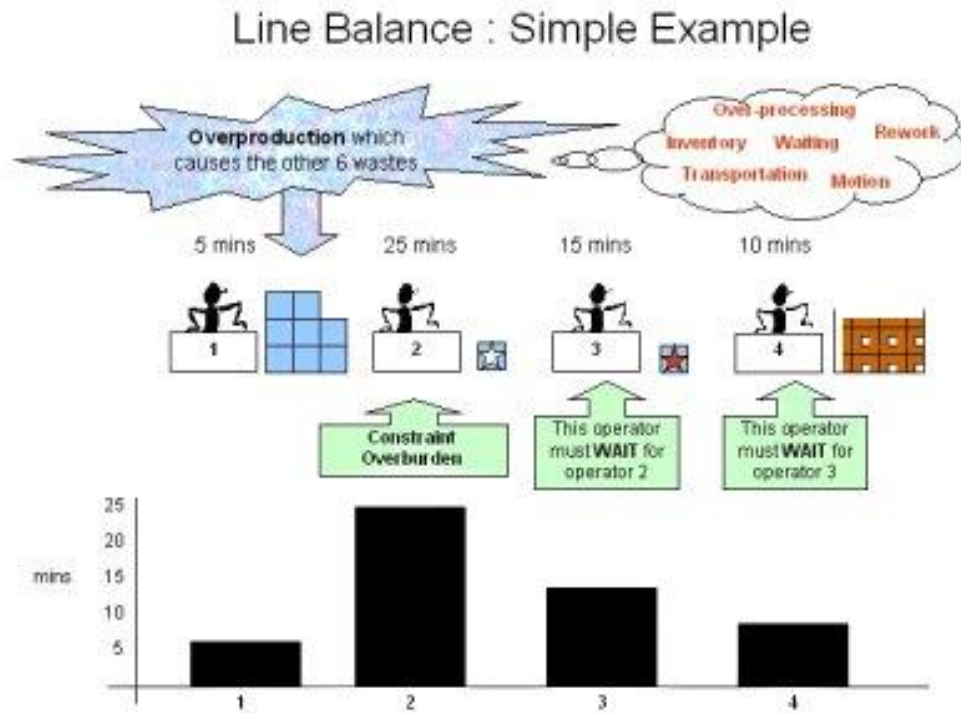 Line Balance : Simple Example
Overproduction which
causes the other 6 wastes
Over-processing
Inventory Waiting Rework
Transportation Motion
5 mins 25 mins 15 mins 10 mins
1 2 3 4
Constraint
Overburden
This operator
must WAIT for
operator 2
This operator
must WAIT for
operator 3
25
20
15
10
5
mins
1 2 3 4